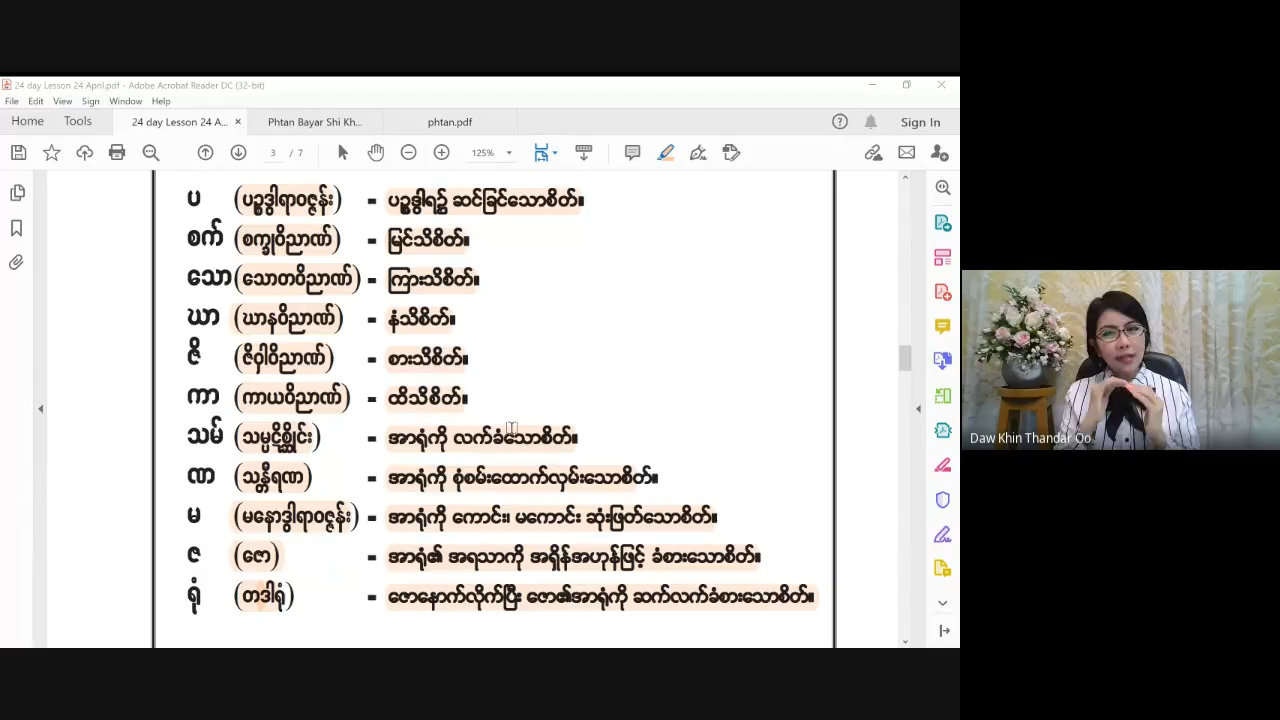 24 day Lesson 24 April.pdf - Adobe Acrobat Reader DC (32-bit)
File Edit View Sign Window Help
Home Tools 24 day Lesson 24 A... × Phtan Bayar Shi Kh... phtan.pdf Sign In
3 / 7 125%
ပ (ပဉ္စဒွါရာဝဇ္ဇန်း) = ပဉ္စဒွါရ၌ ဆင်ခြင်သောစိတ်။
စက် (စက္ခုဝိညာဏ်) = မြင်သိစိတ်။
သော (သောတဝိညာဏ်) = ကြားသိစိတ်။
ဃာ (ဃာနဝိညာဏ်) = နံသိစိတ်။
ဇိ (ဇိဝှါဝိညာဏ်) = စားသိစိတ်။
ကာ (ကာယဝိညာဏ်) = ထိသိစိတ်။
သမ် (သမ္ပဋိစ္ဆိုင်း) = အာရုံကို လက်ခံသောစိတ်။
ဏ (သန္တီရဏ) = အာရုံကို စုံစမ်းထောက်လှမ်းသောစိတ်။
မ (မနောဒွါရာဝဇ္ဇန်း) = အာရုံကို ကောင်း၊ မကောင်း ဆုံးဖြတ်သောစိတ်။
ဇ (ဇော) = အာရုံ၏ အရသာကို အရှိန်အဟုန်ဖြင့် ခံစားသောစိတ်။
ရုံ (တဒါရုံ) = ဇောနောက်လိုက်ပြီး ဇော၏အာရုံကို ဆက်လက်ခံစားသောစိတ်။
Daw Khin Thandar Oo